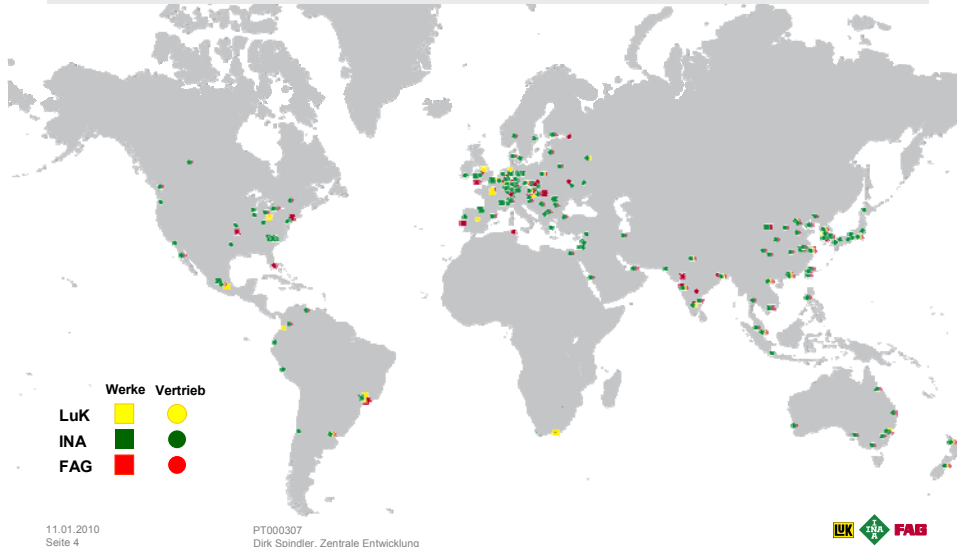 Werke Vertrieb
LuK
INA
FAG
11.01.2010
Seite 4
PT000307
Dirk Spindler, Zentrale Entwicklung
LUK
INA
FAG